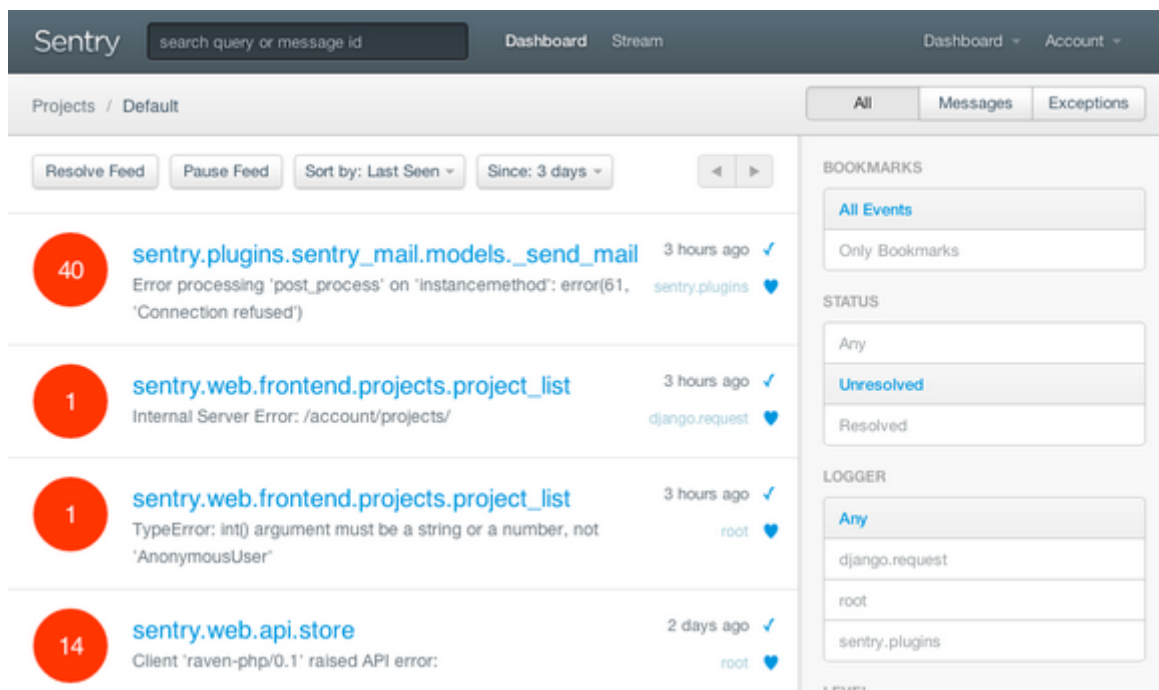 Sentry search query or message id Dashboard Stream Dashboard Account
Projects / Default All Messages Exceptions
Resolve Feed Pause Feed Sort by: Last Seen Since: 3 days
40
sentry.plugins.sentry_mail.models._send_mail 3 hours ago
Error processing 'post_process' on 'instancemethod': error(61, sentry.plugins
'Connection refused')
1
sentry.web.frontend.projects.project_list 3 hours ago
Internal Server Error: /account/projects/ django.request
1
sentry.web.frontend.projects.project_list 3 hours ago
TypeError: int() argument must be a string or a number, not root
'AnonymousUser'
14
sentry.web.api.store 2 days ago
Client 'raven-php/0.1' raised API error: root
BOOKMARKS
All Events
Only Bookmarks
STATUS
Any
Unresolved
Resolved
LOGGER
Any
django.request
root
sentry.plugins